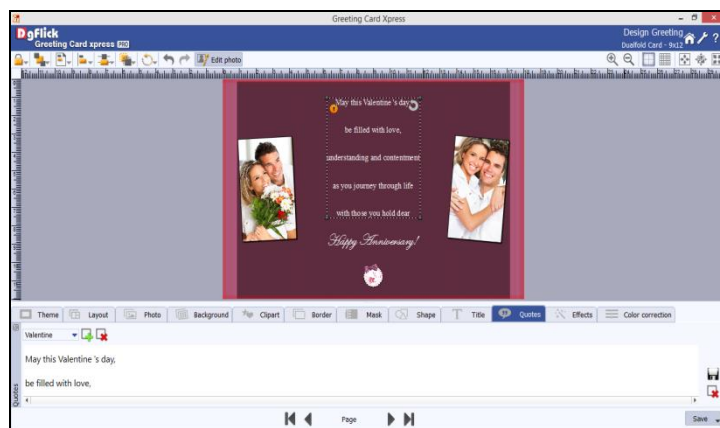 Greeting Card Xpress
DgFlick
Greeting Card xpress PRO
Design Greeting
Dualfold Card - 9x12
?
Edit photo
May this Valentine 's day,
be filled with love,
understanding and contentment
as you journey through life
with those you hold dear
Happy Anniversary!
Theme Layout Photo Background Clipart Border Mask Shape Title Quotes Effects Color correction
Valentine
May this Valentine 's day,
be filled with love,
Quotes
Page
Save